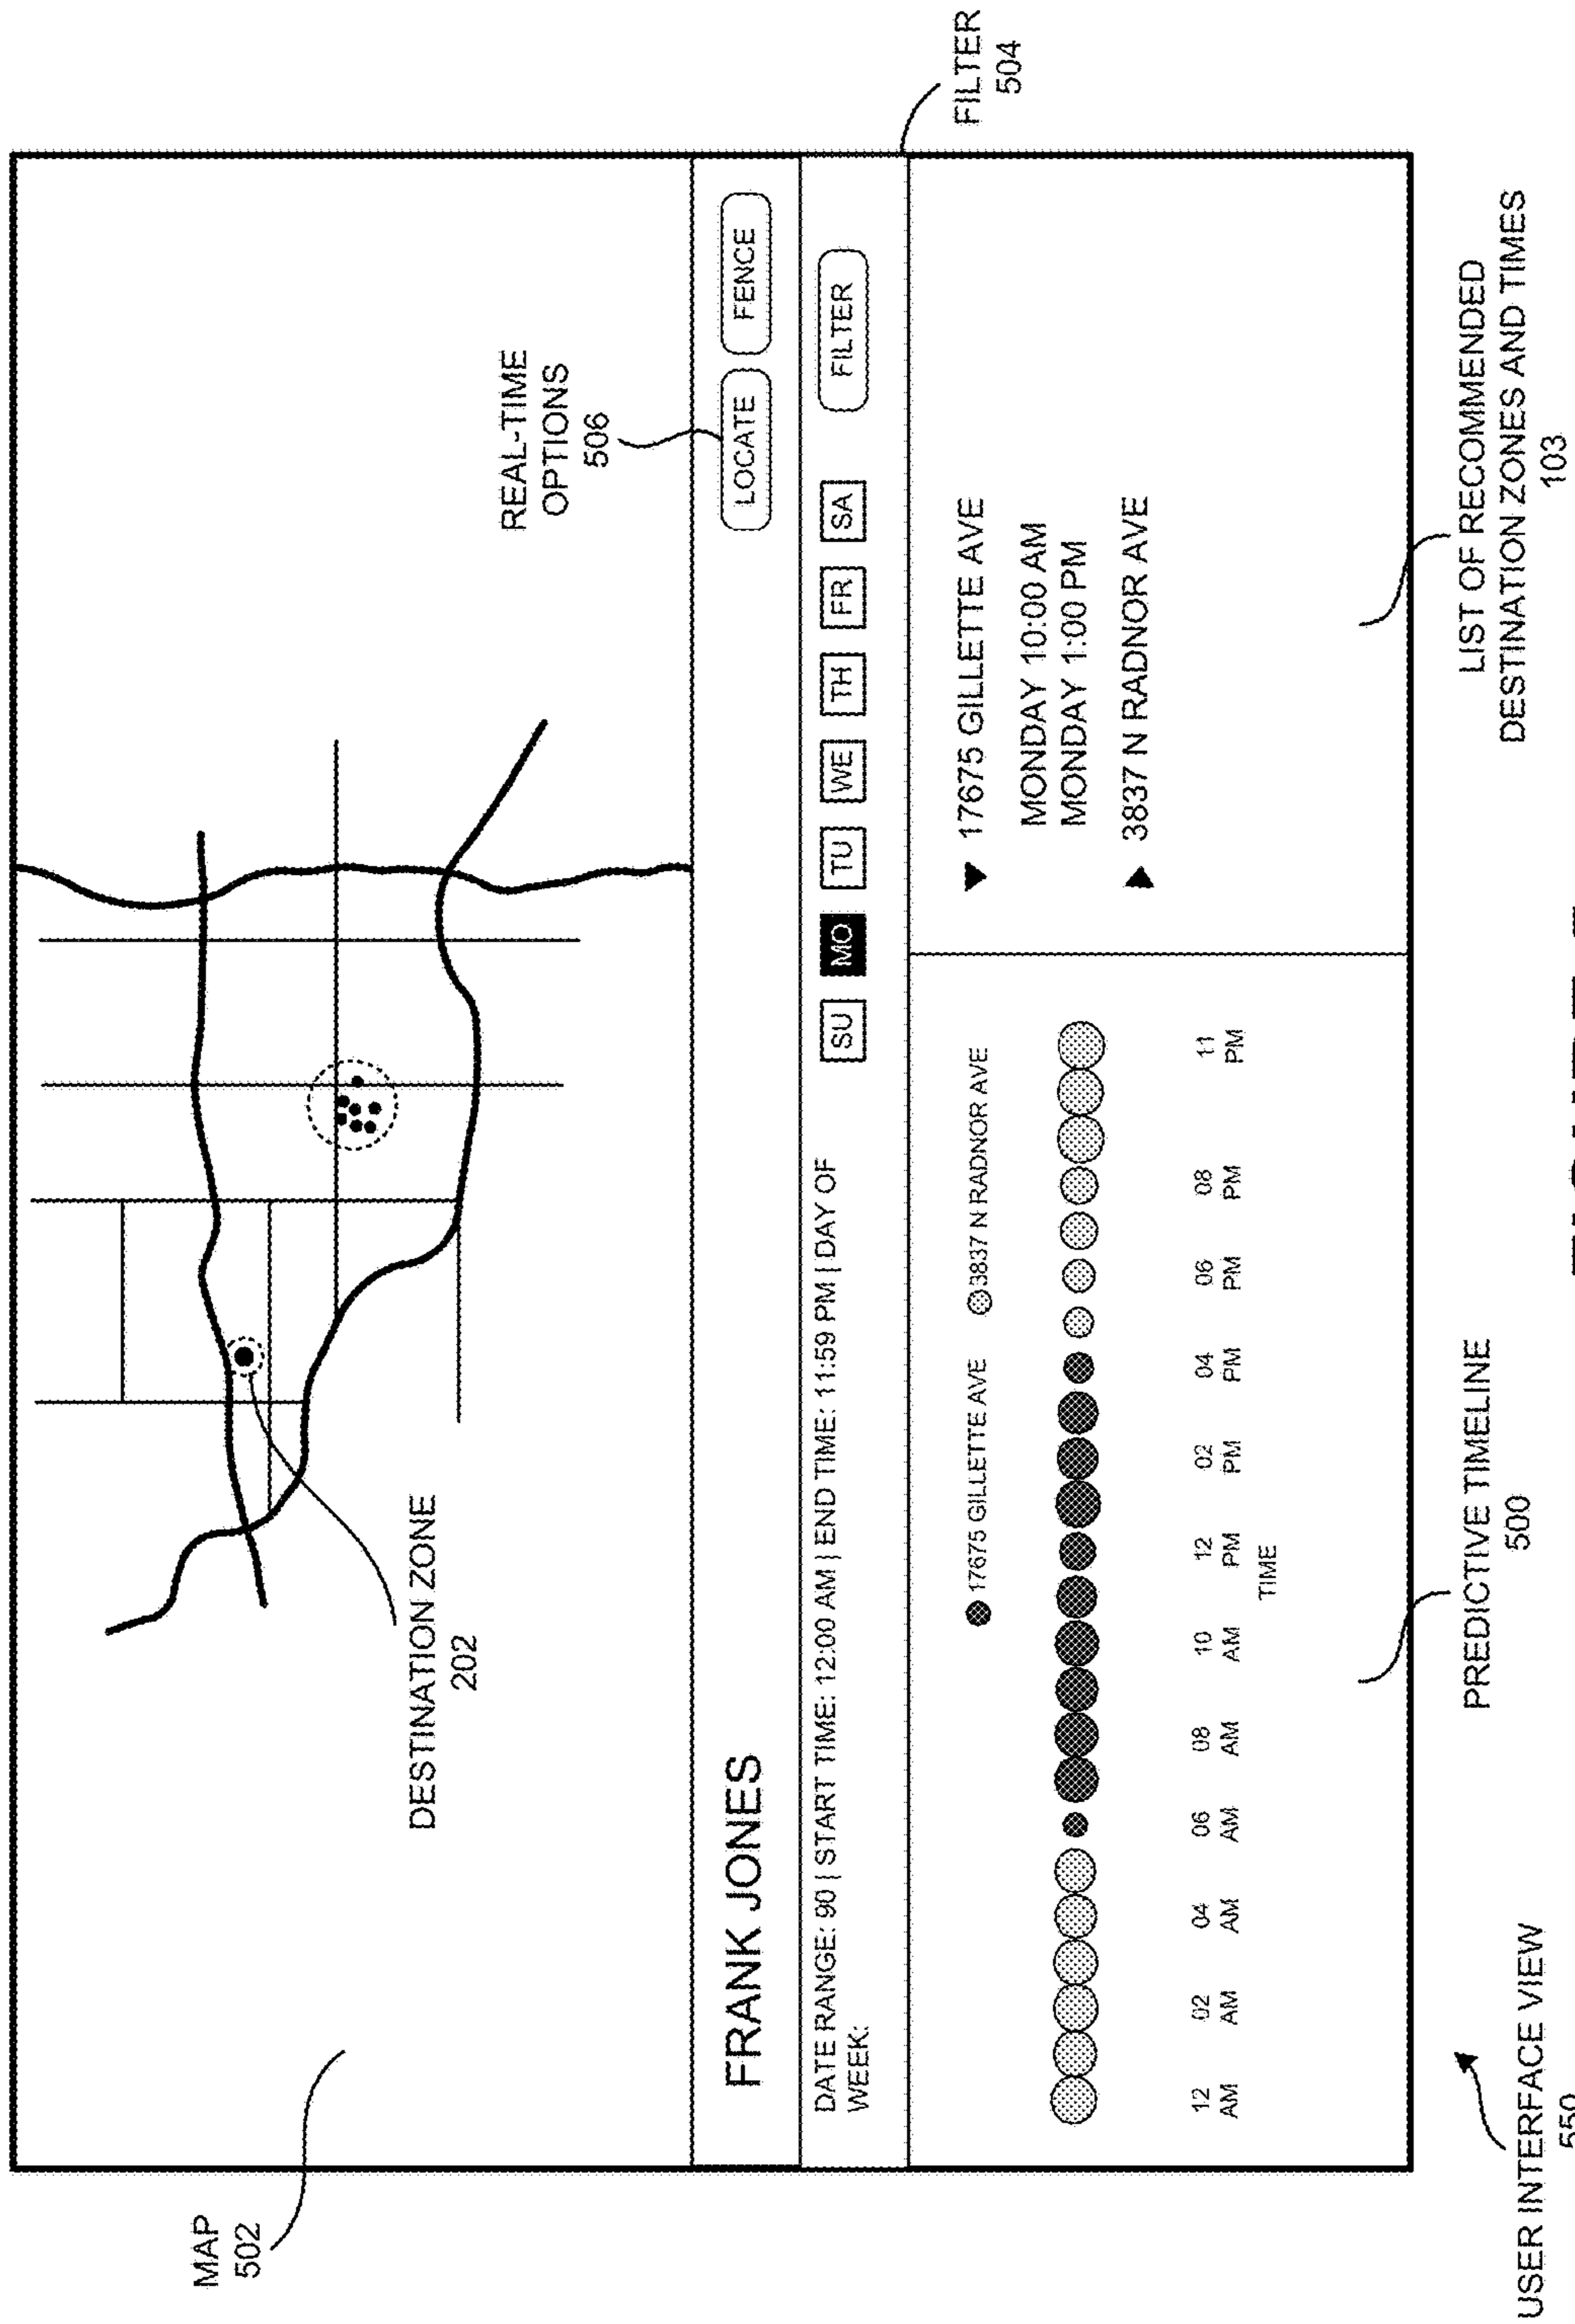 MAP
502
DESTINATION ZONE
202
REAL-TIME
OPTIONS
506
FRANK JONES
LOCATE
FENCE
DATE RANGE: 90 | START TIME: 12:00 AM | END TIME: 11:59 PM | DAY OF
WEEK:
SU MO TU WE TH FR SA
FILTER
FILTER
504
17675 GILLETTE AVE 3837 N RADNOR AVE
12 02 04 06 08 10 12 02 04 06 08 11
AM AM AM AM AM AM PM PM PM PM PM PM
TIME
▼ 17675 GILLETTE AVE
MONDAY 10:00 AM
MONDAY 1:00 PM
▶ 3837 N RADNOR AVE
USER INTERFACE VIEW
550
PREDICTIVE TIMELINE
500
LIST OF RECOMMENDED
DESTINATION ZONES AND TIMES
103